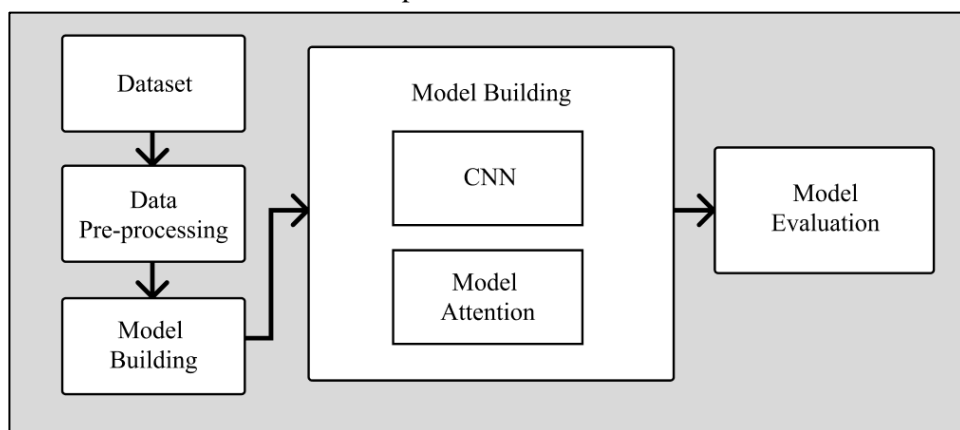 Dataset
Data
Pre-processing
Model
Building
Model Building
CNN
Model
Attention
Model
Evaluation